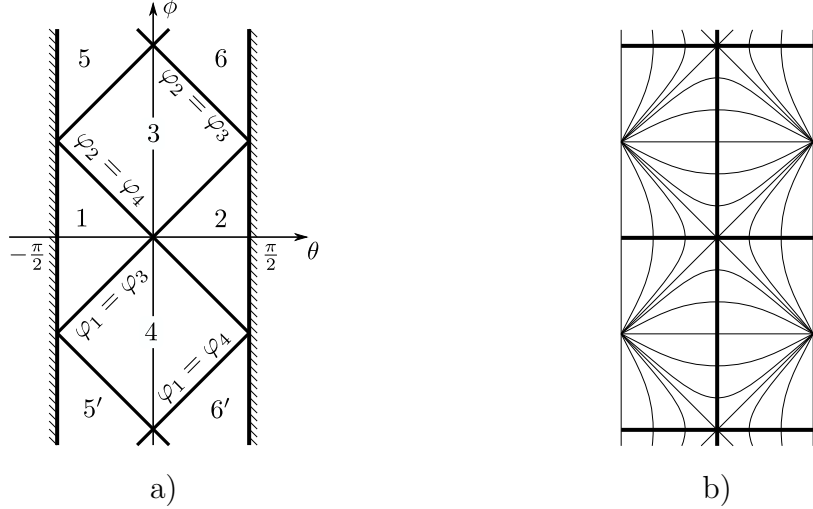 ϕ
5
6
φ₂ = φ₃
3
φ₂ = φ₄
1
2
−π/2
π/2
θ
φ₁ = φ₃
4
φ₁ = φ₄
5′
6′
a)
b)